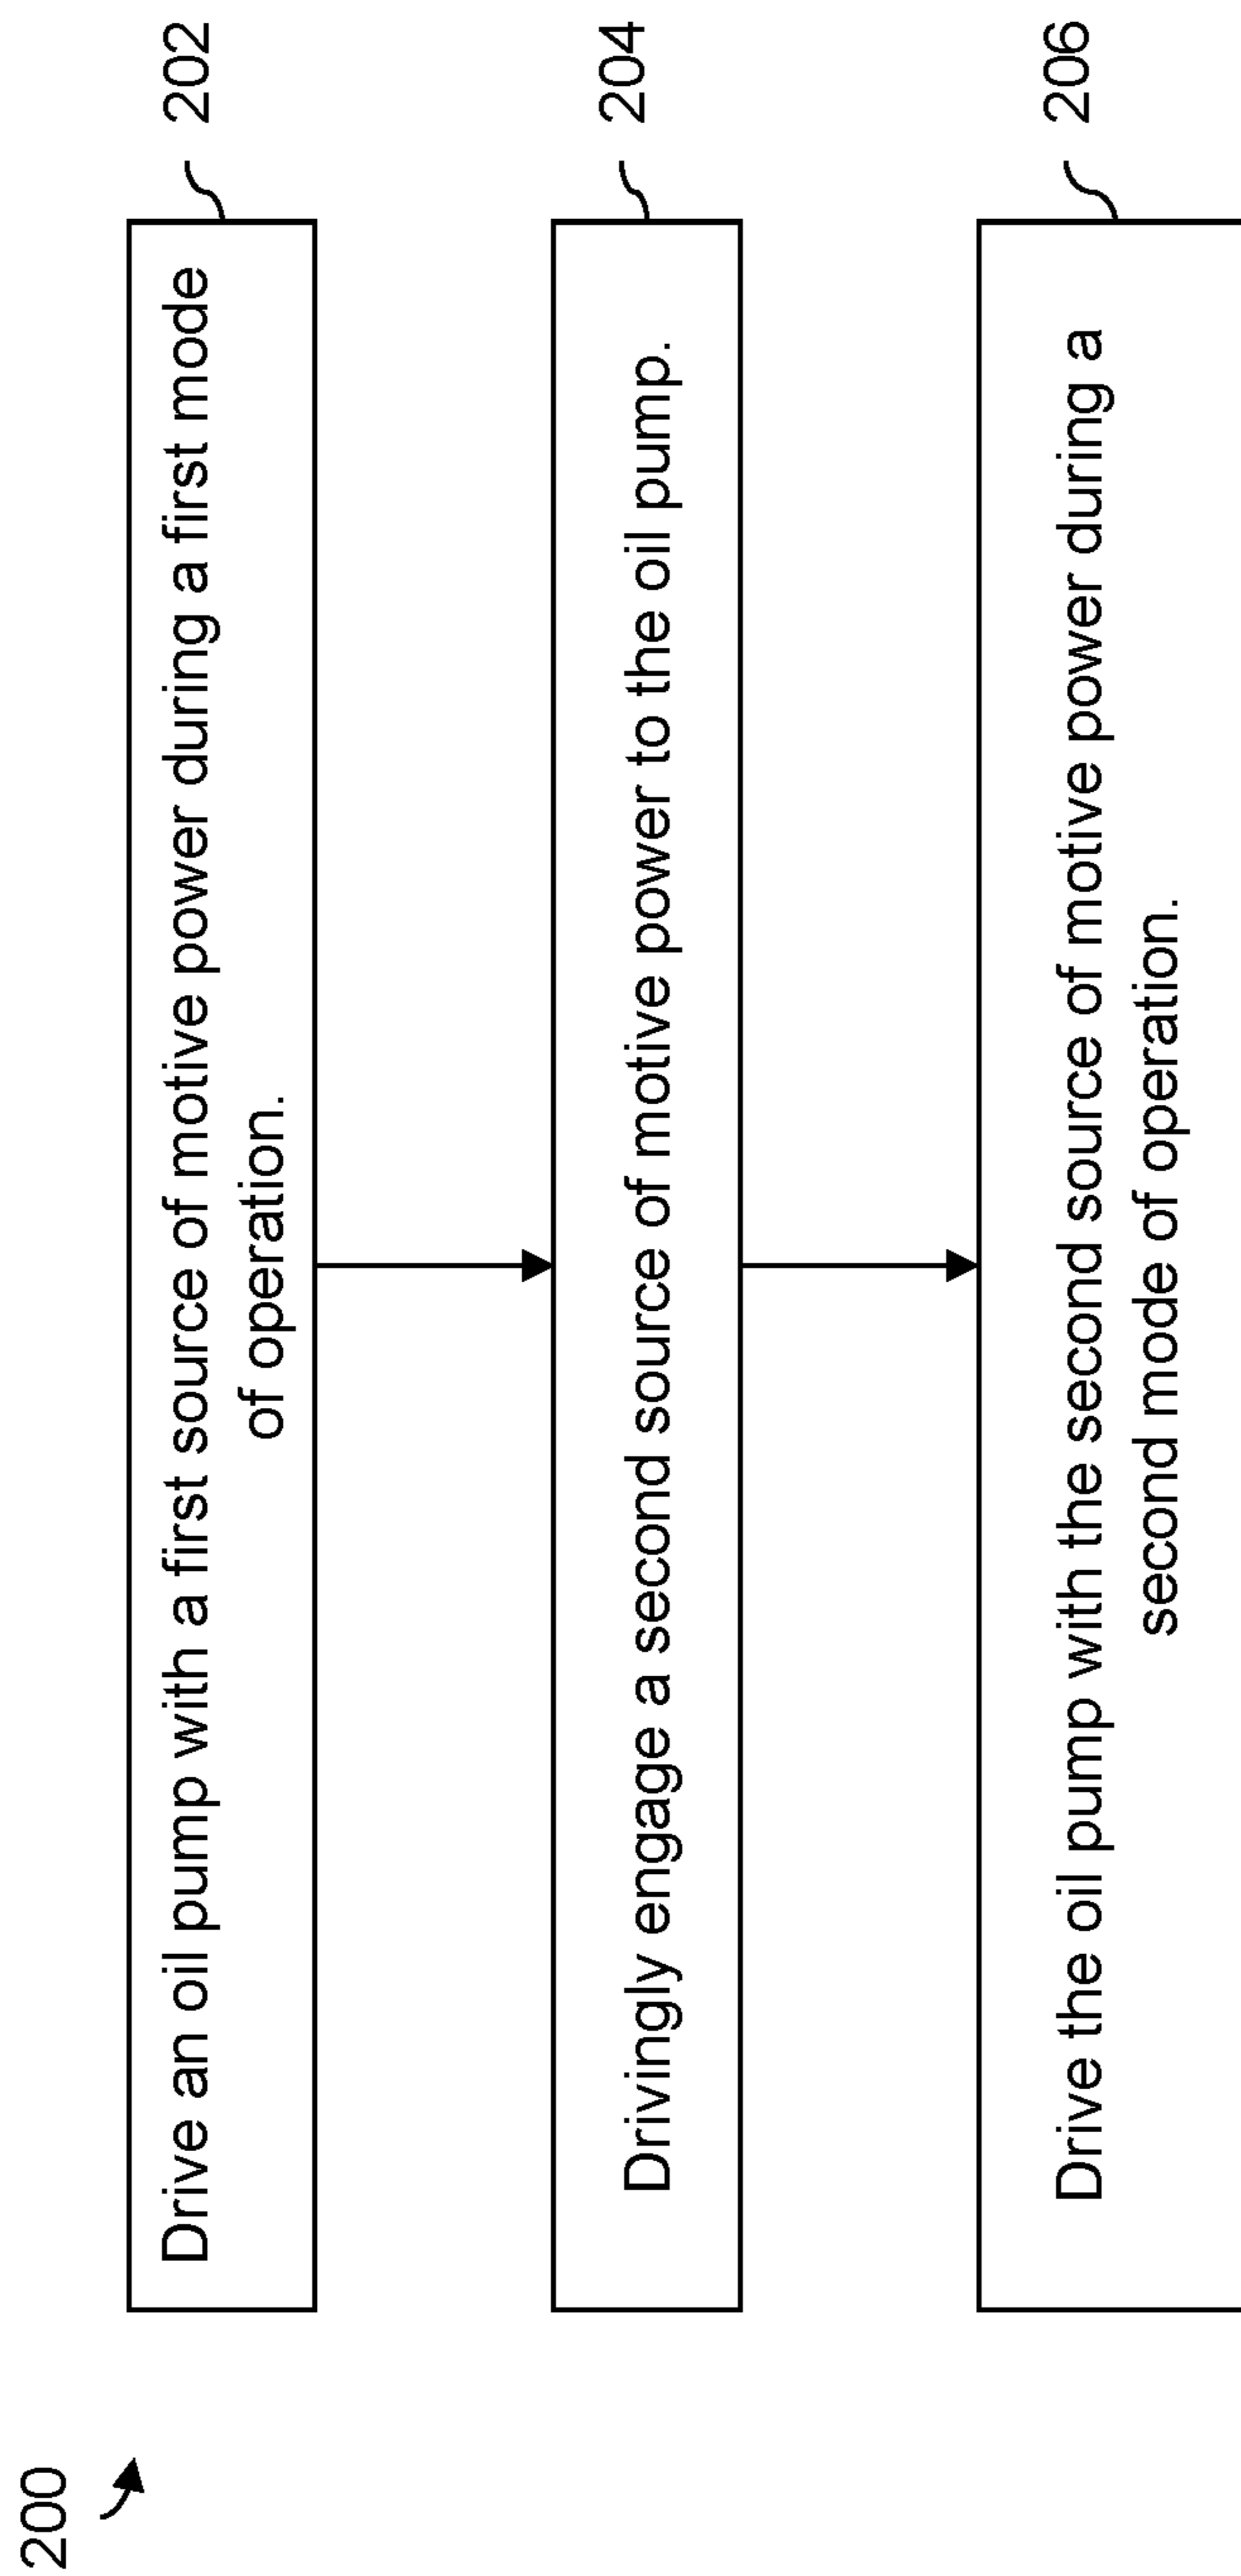 200
Drive an oil pump with a first source of motive power during a first mode
of operation.
202
Drivingly engage a second source of motive power to the oil pump.
204
Drive the oil pump with the second source of motive power during a
second mode of operation.
206